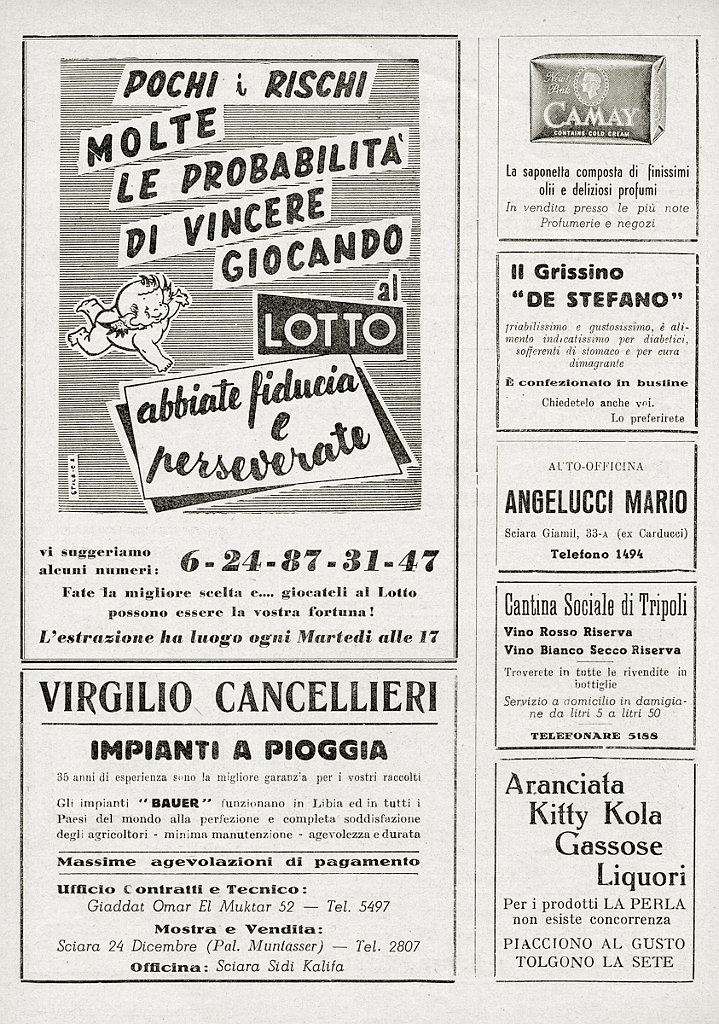 POCHI i RISCHI
MOLTE
LE PROBABILITA'
DI VINCERE
GIOCANDO
al
LOTTO
abbiate fiducia
e
perseverate
vi suggeriamo
alcuni numeri: 6-24-87-31-47
Fate la migliore scelta e.... giocateli al Lotto
possono essere la vostra fortuna!
L'estrazione ha luogo ogni Martedi alle 17
VIRGILIO CANCELLIERI
IMPIANTI A PIOGGIA
35 anni di esperienza sono la migliore garanzia per i vostri raccolti
Gli impianti "BAUER" funzionano in Libia ed in tutti i
Paesi del mondo alla perfezione e completa soddisfazione
degli agricoltori - minima manutenzione - agevolezza e durata
Massime agevolazioni di pagamento
Ufficio Contratti e Tecnico:
Giaddat Omar El Muktar 52 — Tel. 5497
Mostra e Vendita:
Sciara 24 Dicembre (Pal. Muntasser) — Tel. 2807
Officina: Sciara Sidi Kalifa
New!
Pink
CAMAY
CONTAINS COLD CREAM
La saponetta composta di finissimi
olii e deliziosi profumi
In vendita presso le più note
Profumerie e negozi
Il Grissino
"DE STEFANO"
friabilissimo e gustosissimo, è ali-
mento indicatissimo per diabetici,
sofferenti di stomaco e per cura
dimagrante
È confezionato in bustine
Chiedetelo anche voi.
Lo preferirete
AUTO-OFFICINA
ANGELUCCI MARIO
Sciara Giamil, 33-A (ex Carducci)
Telefono 1494
Cantina Sociale di Tripoli
Vino Rosso Riserva
Vino Bianco Secco Riserva
Troverete in tutte le rivendite in
bottiglie
Servizio a domicilio in damigia-
ne da litri 5 a litri 50
TELEFONARE 5188
Aranciata
Kitty Kola
Gassose
Liquori
Per i prodotti LA PERLA
non esiste concorrenza
PIACCIONO AL GUSTO
TOLGONO LA SETE